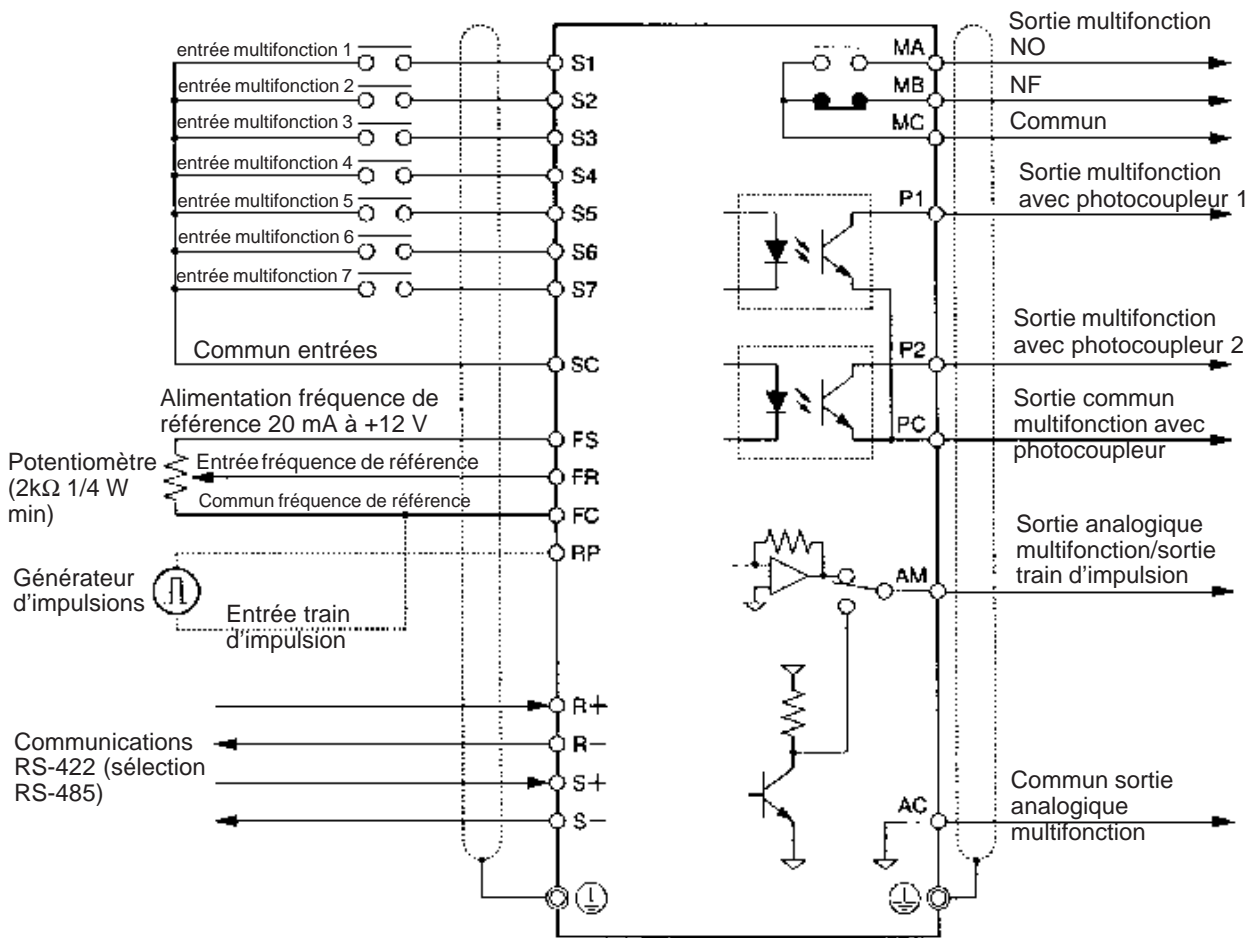 entrée multifonction 1
entrée multifonction 2
entrée multifonction 3
entrée multifonction 4
entrée multifonction 5
entrée multifonction 6
entrée multifonction 7
Commun entrées
Alimentation fréquence de
référence 20 mA à +12 V
Potentiomètre
(2kΩ 1/4 W
min)
Entrée fréquence de référence
Commun fréquence de référence
Générateur
d'impulsions
Entrée train
d'impulsion
Communications
RS-422 (sélection
RS-485)
S1
S2
S3
S4
S5
S6
S7
SC
FS
FR
FC
RP
R+
R−
S+
S−
MA
MB
MC
P1
P2
PC
AM
AC
Sortie multifonction
NO
NF
Commun
Sortie multifonction
avec photocoupleur 1
Sortie multifonction
avec photocoupleur 2
Sortie commun
multifonction avec
photocoupleur
Sortie analogique
multifonction/sortie
train d'impulsion
Commun sortie
analogique
multifonction